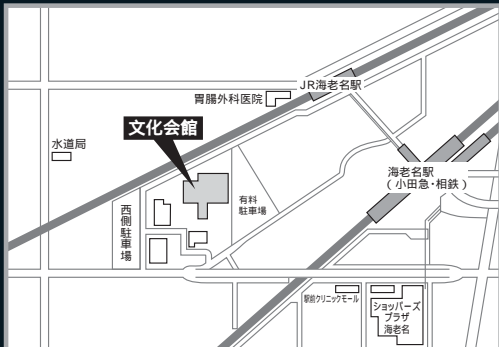 JR海老名駅
胃腸外科医院
文化会館
水道局
海老名駅
(小田急・相鉄)
有料
駐車場
西側駐車場
駅前クリニックモール
ショッパーズ
プラザ
海老名